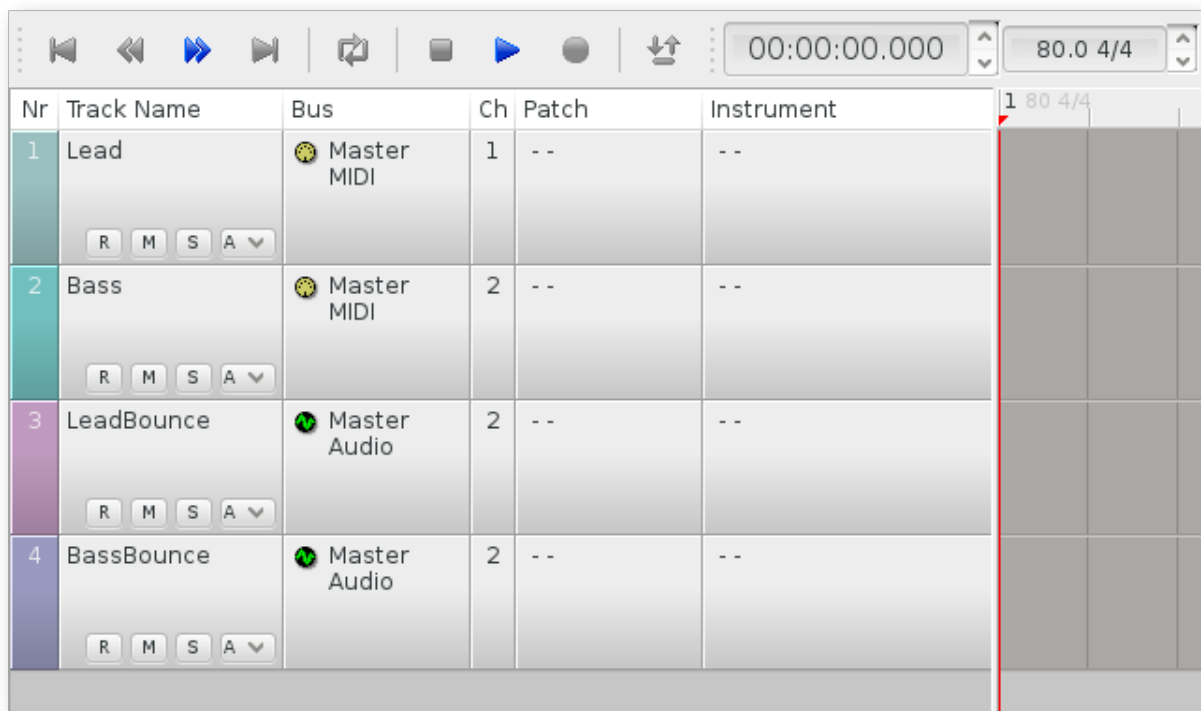 00:00:00.000 80.0 4/4
Nr Track Name Bus Ch Patch Instrument 1 80 4/4
1 Lead Master 1 - - - -
MIDI
R M S A
2 Bass Master 2 - - - -
MIDI
R M S A
3 LeadBounce Master 2 - - - -
Audio
R M S A
4 BassBounce Master 2 - - - -
Audio
R M S A